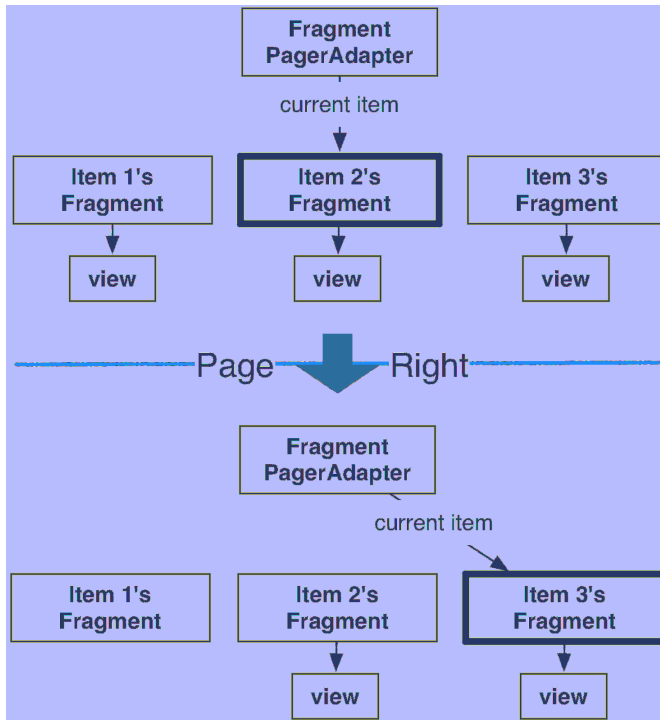 Fragment
PagerAdapter
current item
Item 1's
Fragment
Item 2's
Fragment
Item 3's
Fragment
view
view
view
Page
Right
Fragment
PagerAdapter
current item
Item 1's
Fragment
Item 2's
Fragment
Item 3's
Fragment
view
view